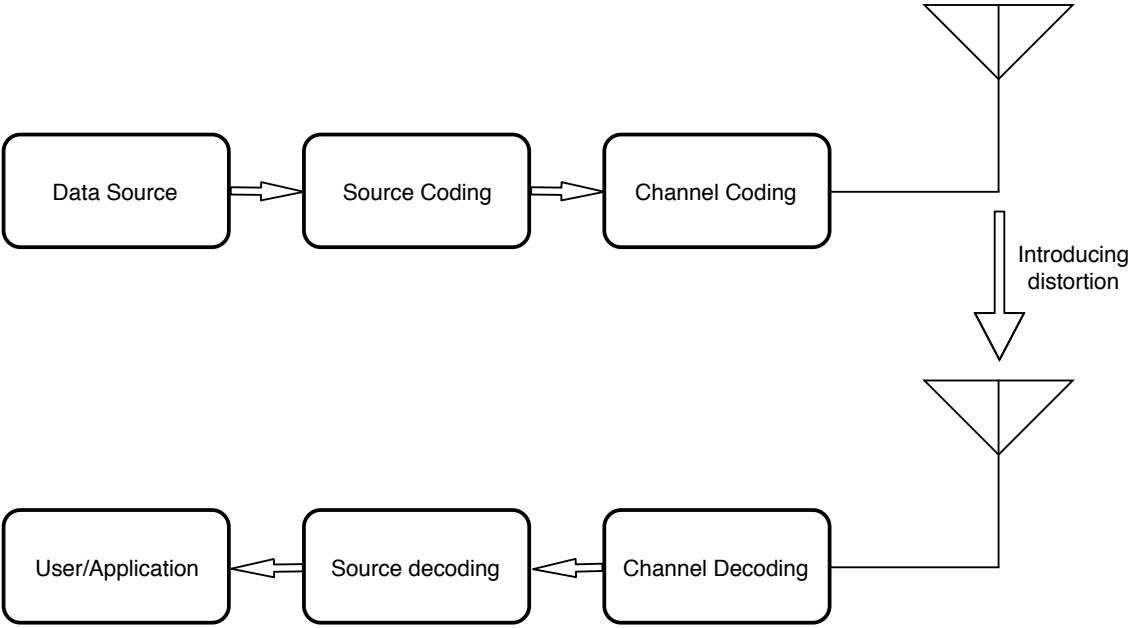 Data Source
Source Coding
Channel Coding
Introducing
distortion
User/Application
Source decoding
Channel Decoding